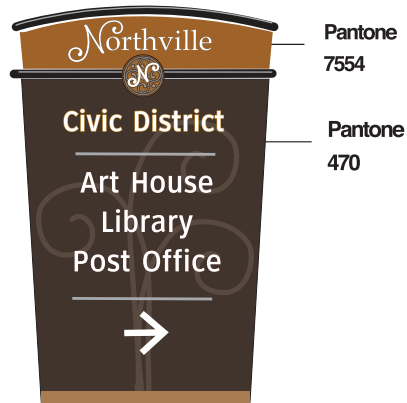 Northville
N
Civic District
Art House
Library
Post Office
Pantone
7554
Pantone
470